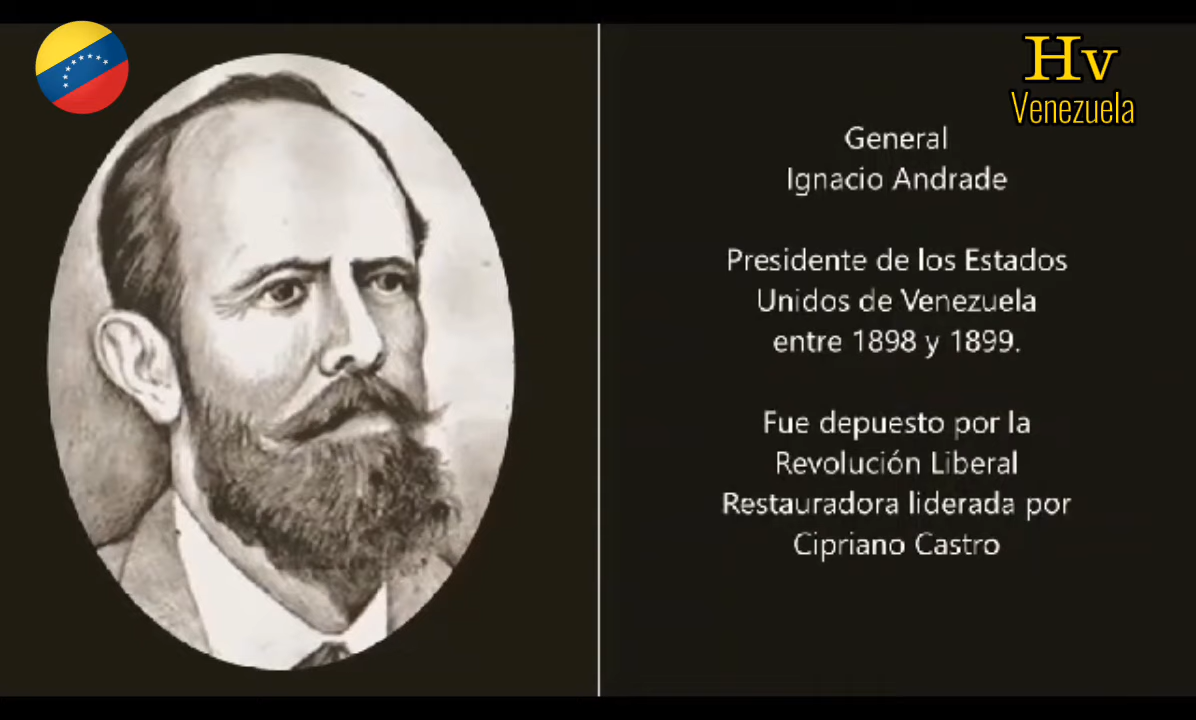 Hv
Venezuela
General
Ignacio Andrade
Presidente de los Estados
Unidos de Venezuela
entre 1898 y 1899.
Fue depuesto por la
Revolución Liberal
Restauradora liderada por
Cipriano Castro